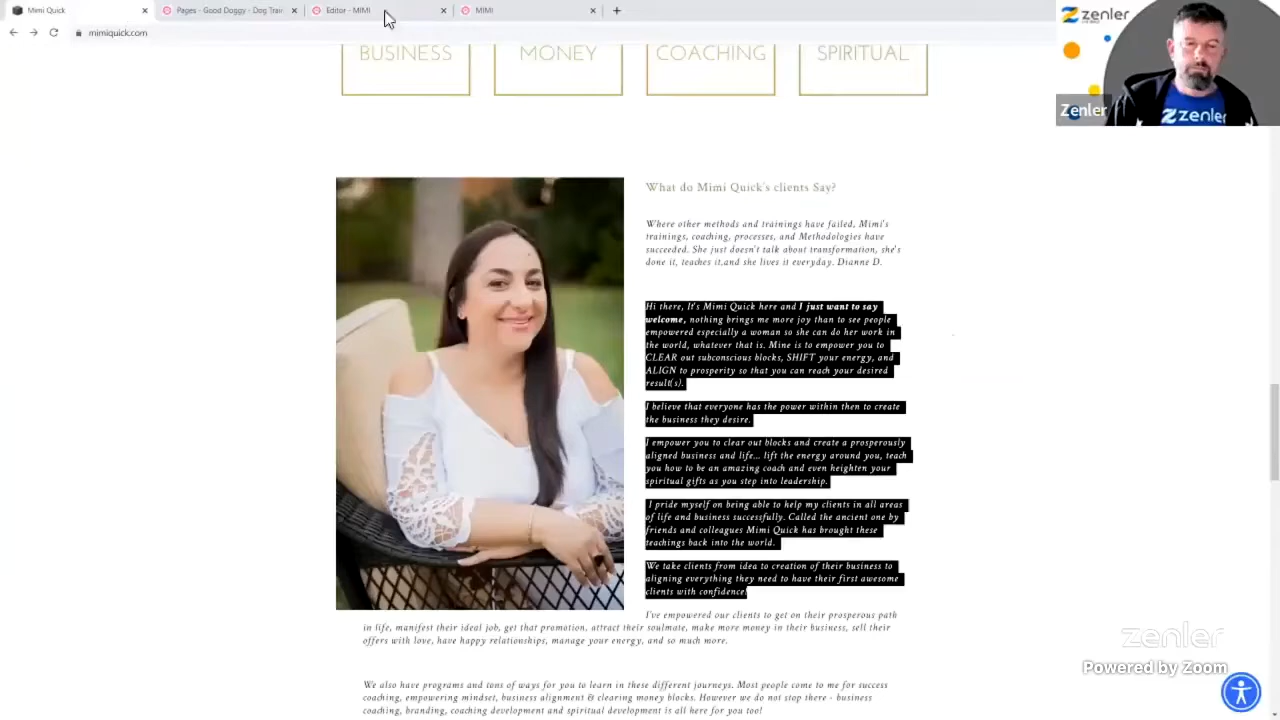 Mimi Quick
Pages - Good Doggy - Dog Train
Editor - MIMI
MIMI
mimiquick.com
zenler
Zenler
zenler
BUSINESS
MONEY
COACHING
SPIRITUAL
What do Mimi Quick's clients Say?
Where other methods and trainings have failed, Mimi's
trainings, coaching, processes, and Methodologies have
succeeded. She just doesn't talk about transformation, she's
done it, teaches it,and she lives it everyday. Dianne D.
Hi there, It's Mimi Quick here and I just want to say
welcome, nothing brings me more joy than to see people
empowered especially a woman so she can do her work in
the world, whatever that is. Mine is to empower you to
CLEAR out subconscious blocks, SHIFT your energy, and
ALIGN to prosperity so that you can reach your desired
result(s).
I believe that everyone has the power within then to create
the business they desire.
I empower you to clear out blocks and create a prosperously
aligned business and life... lift the energy around you, teach
you how to be an amazing coach and even heighten your
spiritual gifts as you step into leadership.
I pride myself on being able to help my clients in all areas
of life and business successfully. Called the ancient one by
friends and colleagues Mimi Quick has brought these
teachings back into the world.
We take clients from idea to creation of their business to
aligning everything they need to have their first awesome
clients with confidence!
I've empowered our clients to get on their prosperous path
in life, manifest their ideal job, get that promotion, attract their soulmate, make more money in their business, sell their
offers with love, have happy relationships, manage your energy, and so much more.
We also have programs and tons of ways for you to learn in these different journeys. Most people come to me for success
coaching, empowering mindset, business alignment & clearing money blocks. However we do not stop there - business
coaching, branding, coaching development and spiritual development is all here for you too!
zenler
Powered by Zoom